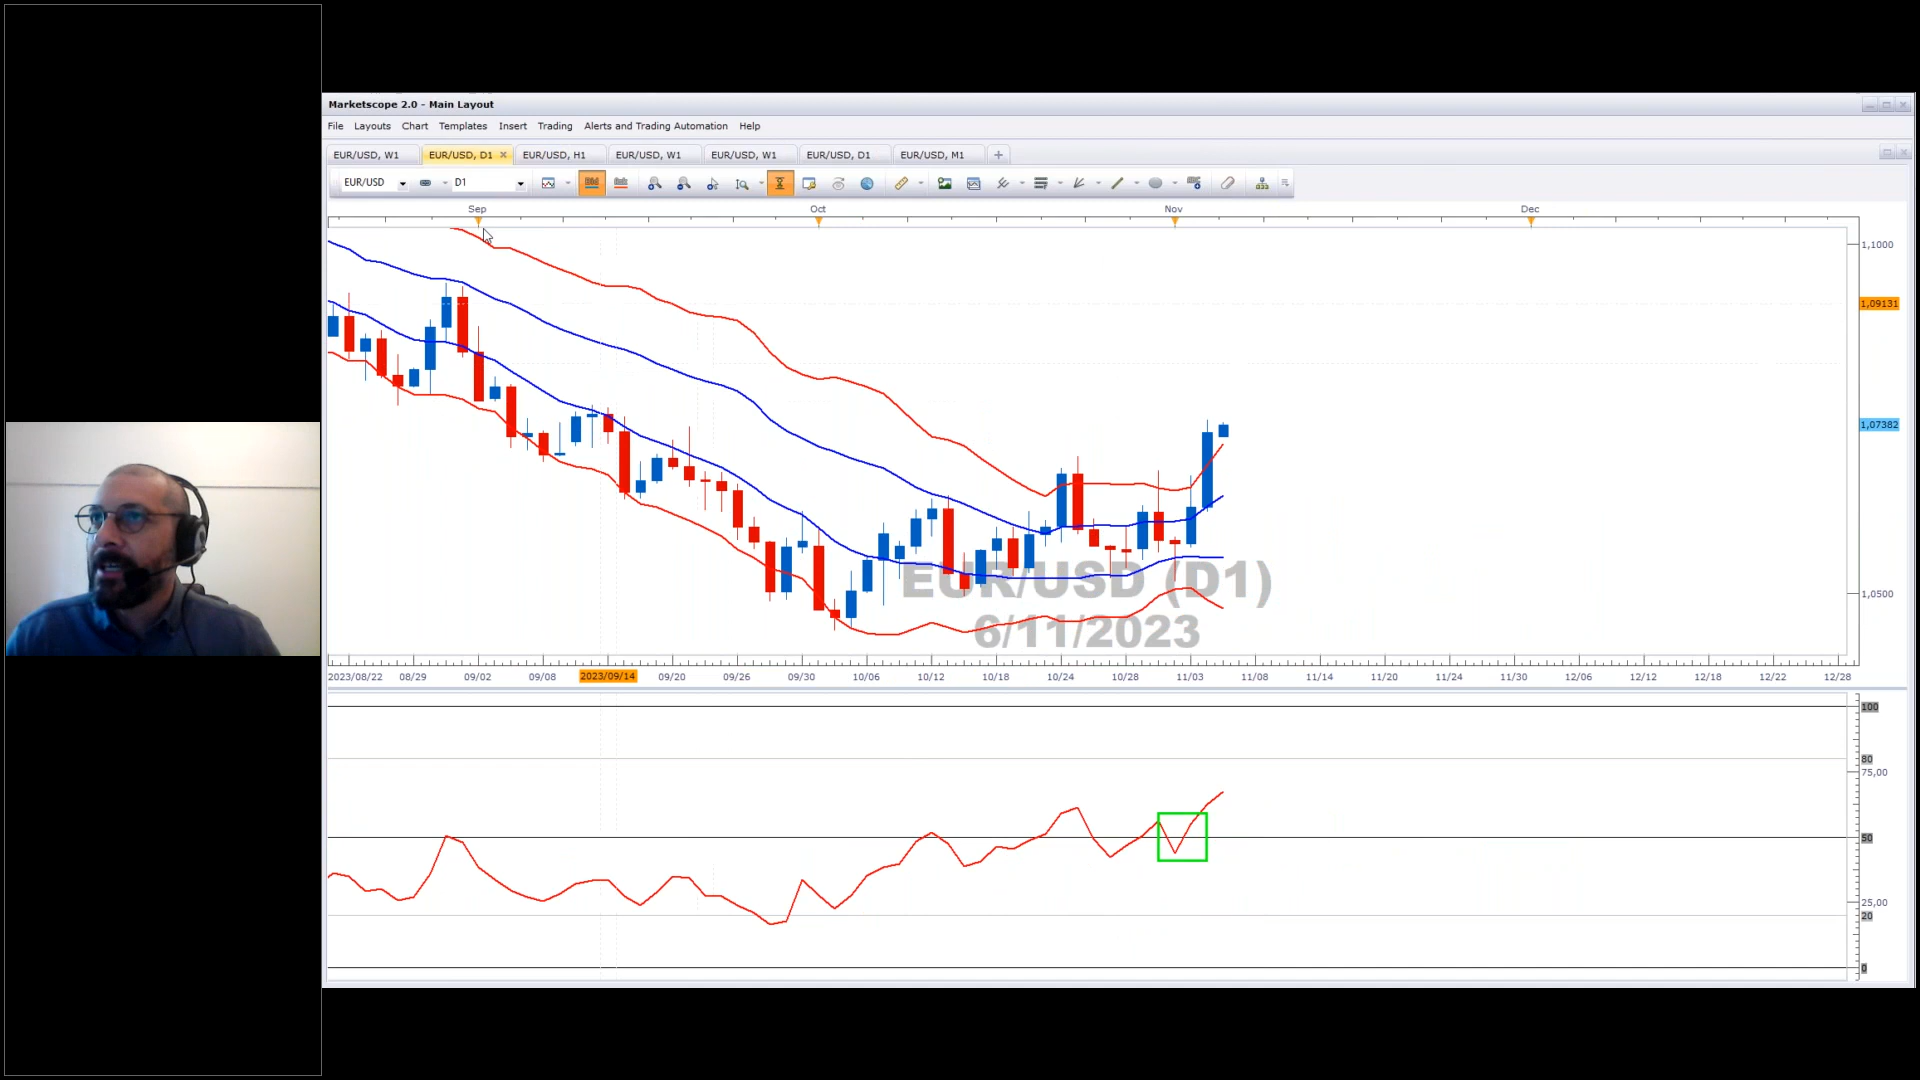 Marketscope 2.0 - Main Layout
File Layouts Chart Templates Insert Trading Alerts and Trading Automation Help
EUR/USD, W1 EUR/USD, D1 EUR/USD, H1 EUR/USD, W1 EUR/USD, W1 EUR/USD, D1 EUR/USD, M1
EUR/USD D1
Sep Oct Nov Dec
1,1000
1,09131
1,07382
1,0500
EUR/USD (D1)
6/11/2023
2023/08/22 08/29 09/02 09/08 2023/09/14 09/20 09/26 09/30 10/06 10/12 10/18 10/24 10/28 11/03 11/08 11/14 11/20 11/24 11/30 12/06 12/12 12/18 12/22 12/28
100
80
75,00
50
25,00
20
0